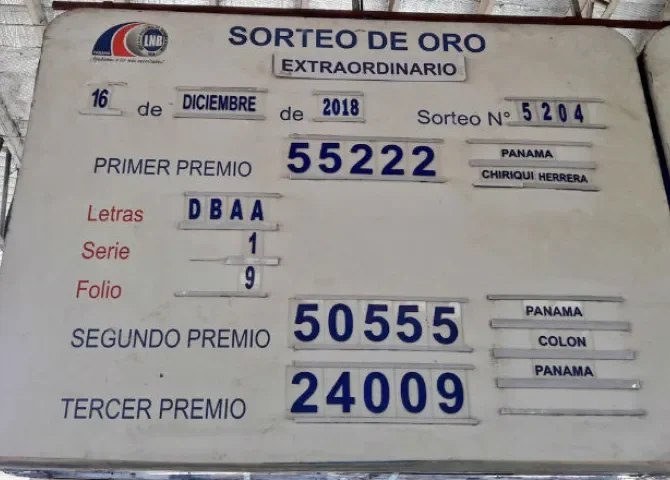 LNB
PANAMA
SORTEO DE ORO
EXTRAORDINARIO
16 de DICIEMBRE de 2018 Sorteo N° 5204
PRIMER PREMIO 55222 PANAMA
CHIRIQUI HERRERA
Letras DBAA
Serie 1
Folio 9
SEGUNDO PREMIO 50555 PANAMA
COLON
TERCER PREMIO 24009 PANAMA